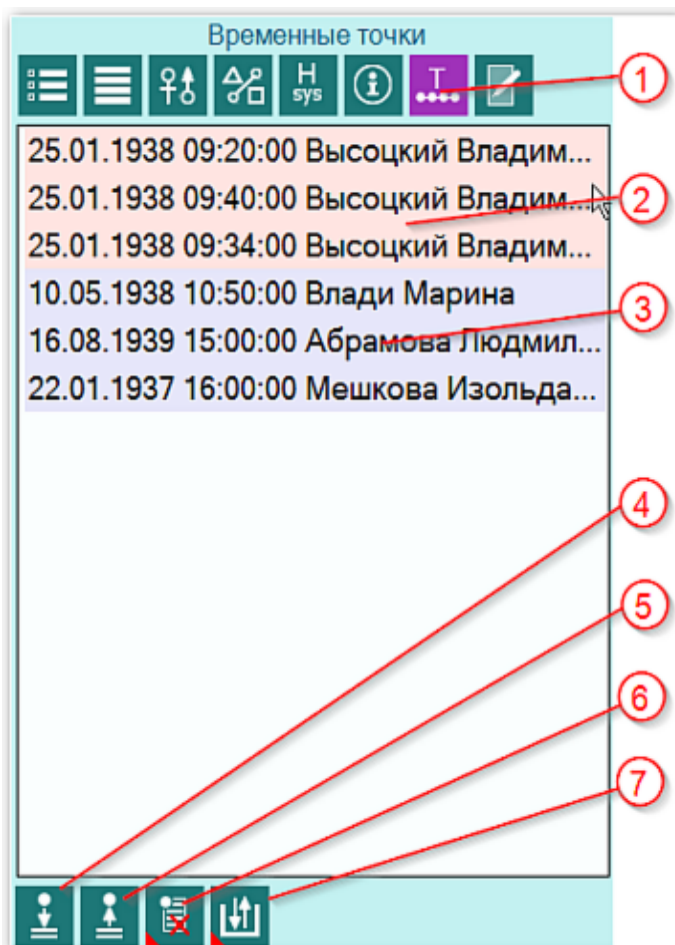 Временные точки
H
sys
T
1
25.01.1938 09:20:00 Высоцкий Владим...
25.01.1938 09:40:00 Высоцкий Владим...
2
25.01.1938 09:34:00 Высоцкий Владим...
10.05.1938 10:50:00 Влади Марина
3
16.08.1939 15:00:00 Абрамова Людмил...
22.01.1937 16:00:00 Мешкова Изольда...
4
5
6
7